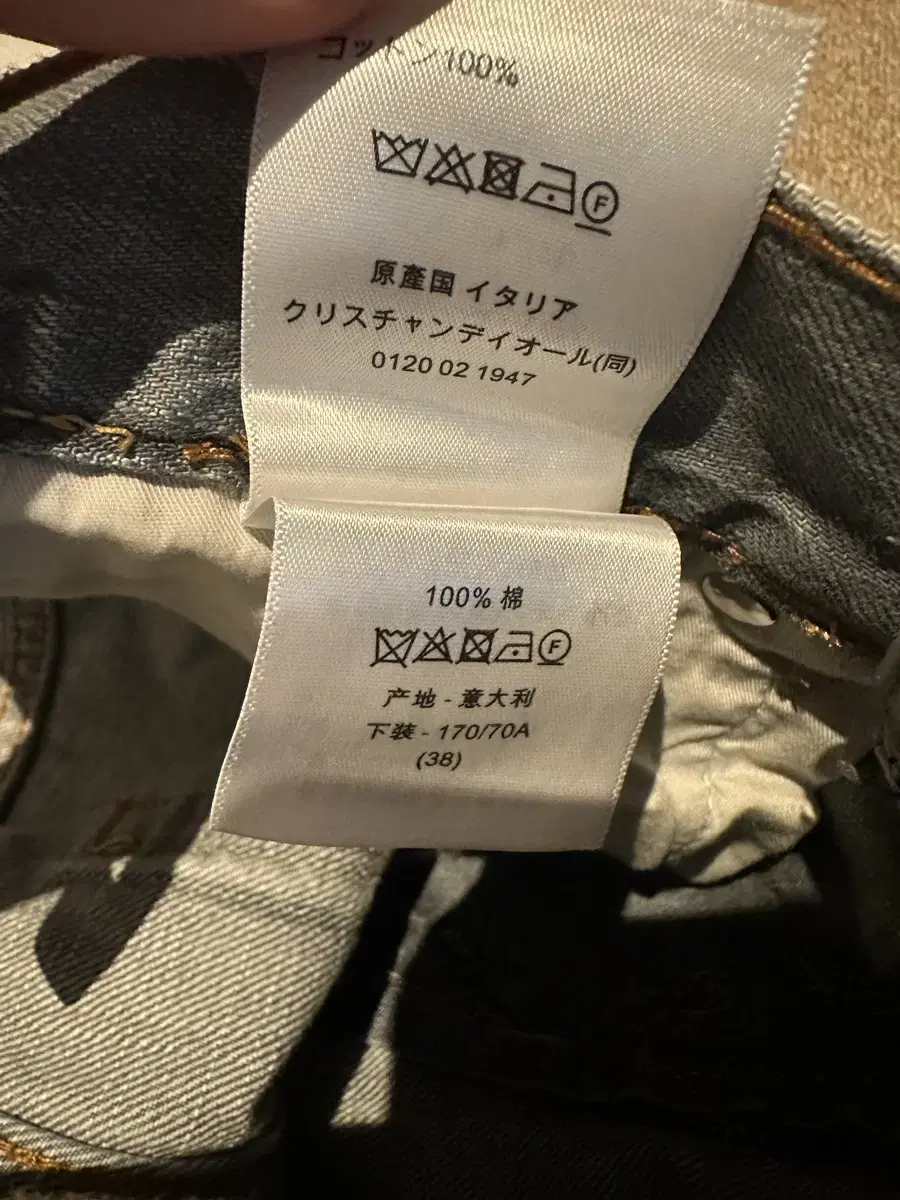 コットン100%
F
原産国 イタリア
クリスチャンディオール(同)
0120 02 1947
100% 棉
F
产地 - 意大利
下装 - 170/70A
(38)